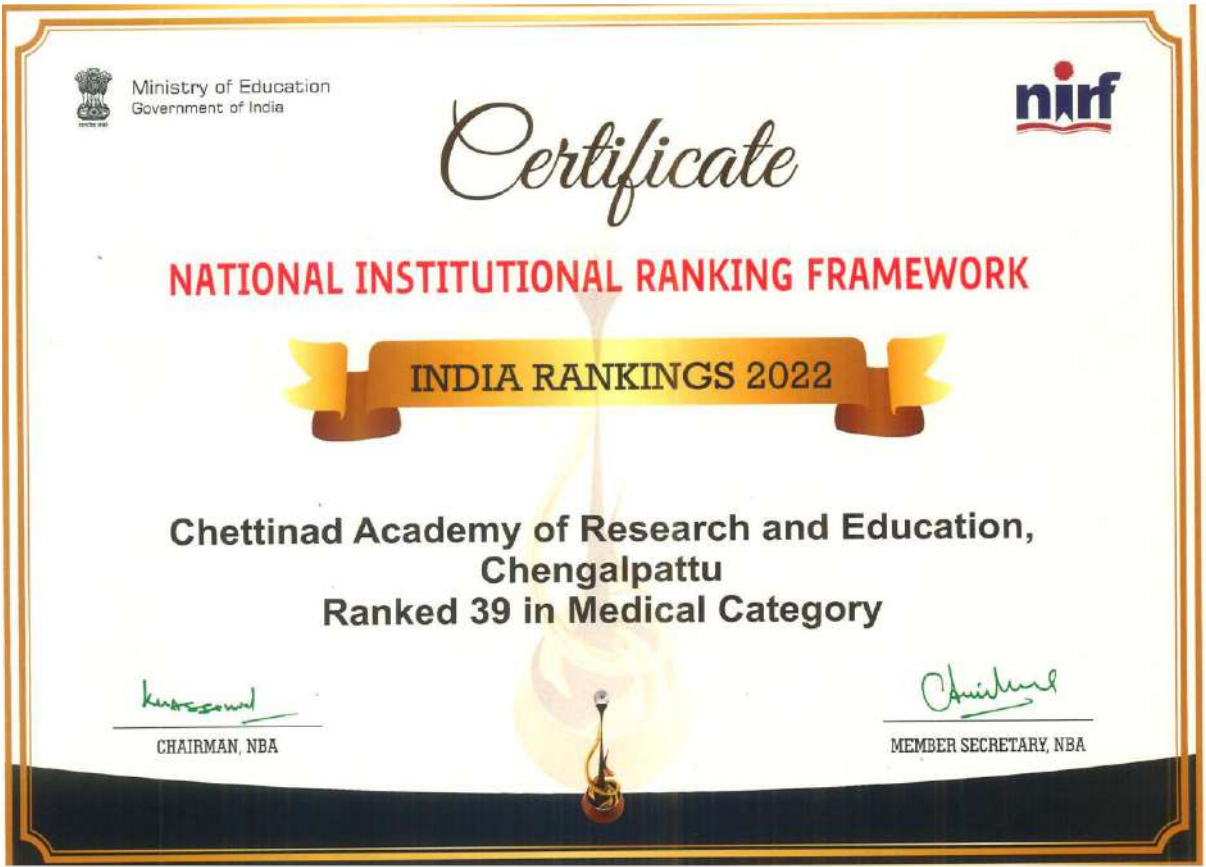 Ministry of Education
Government of India
nirf
Certificate
NATIONAL INSTITUTIONAL RANKING FRAMEWORK
INDIA RANKINGS 2022
Chettinad Academy of Research and Education,
Chengalpattu
Ranked 39 in Medical Category
CHAIRMAN, NBA
MEMBER SECRETARY, NBA